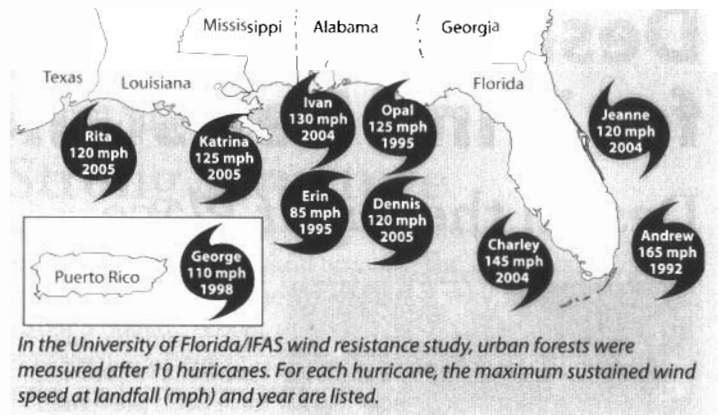 Mississippi
Alabama
Georgia
Texas
Louisiana
Florida
Ivan
130 mph
2004
Opal
125 mph
1995
Jeanne
120 mph
2004
Rita
120 mph
2005
Katrina
125 mph
2005
Erin
85 mph
1995
Dennis
120 mph
2005
Charley
145 mph
2004
Andrew
165 mph
1992
Puerto Rico
George
110 mph
1998
In the University of Florida/IFAS wind resistance study, urban forests were
measured after 10 hurricanes. For each hurricane, the maximum sustained wind
speed at landfall (mph) and year are listed.